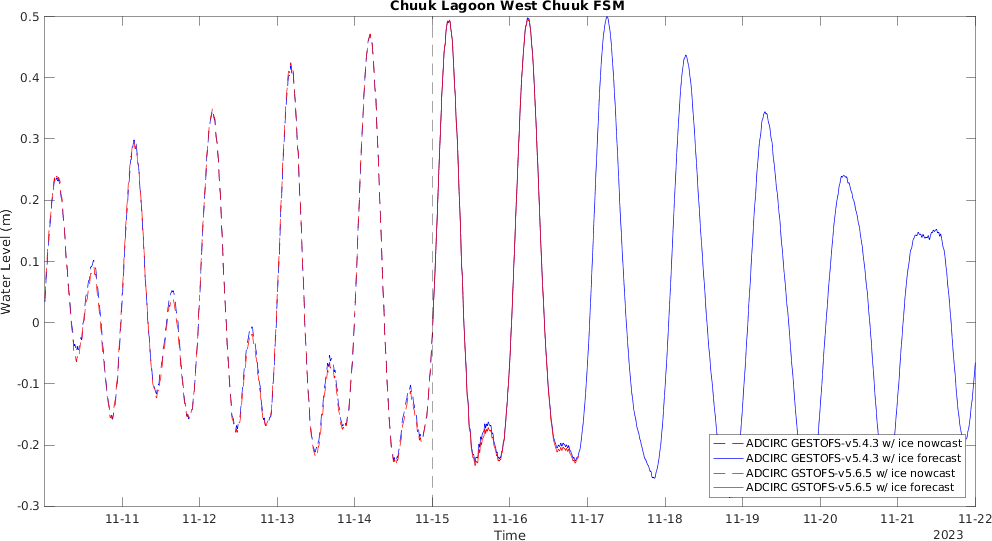 Chuuk Lagoon West Chuuk FSM
0.5
0.4
0.3
0.2
0.1
0
-0.1
-0.2
-0.3
Water Level (m)
ADCIRC GESTOFS-v5.4.3 w/ ice nowcast
ADCIRC GESTOFS-v5.4.3 w/ ice forecast
ADCIRC GSTOFS-v5.6.5 w/ ice nowcast
ADCIRC GSTOFS-v5.6.5 w/ ice forecast
11-11 11-12 11-13 11-14 11-15 11-16 11-17 11-18 11-19 11-20 11-21 11-22
Time
2023